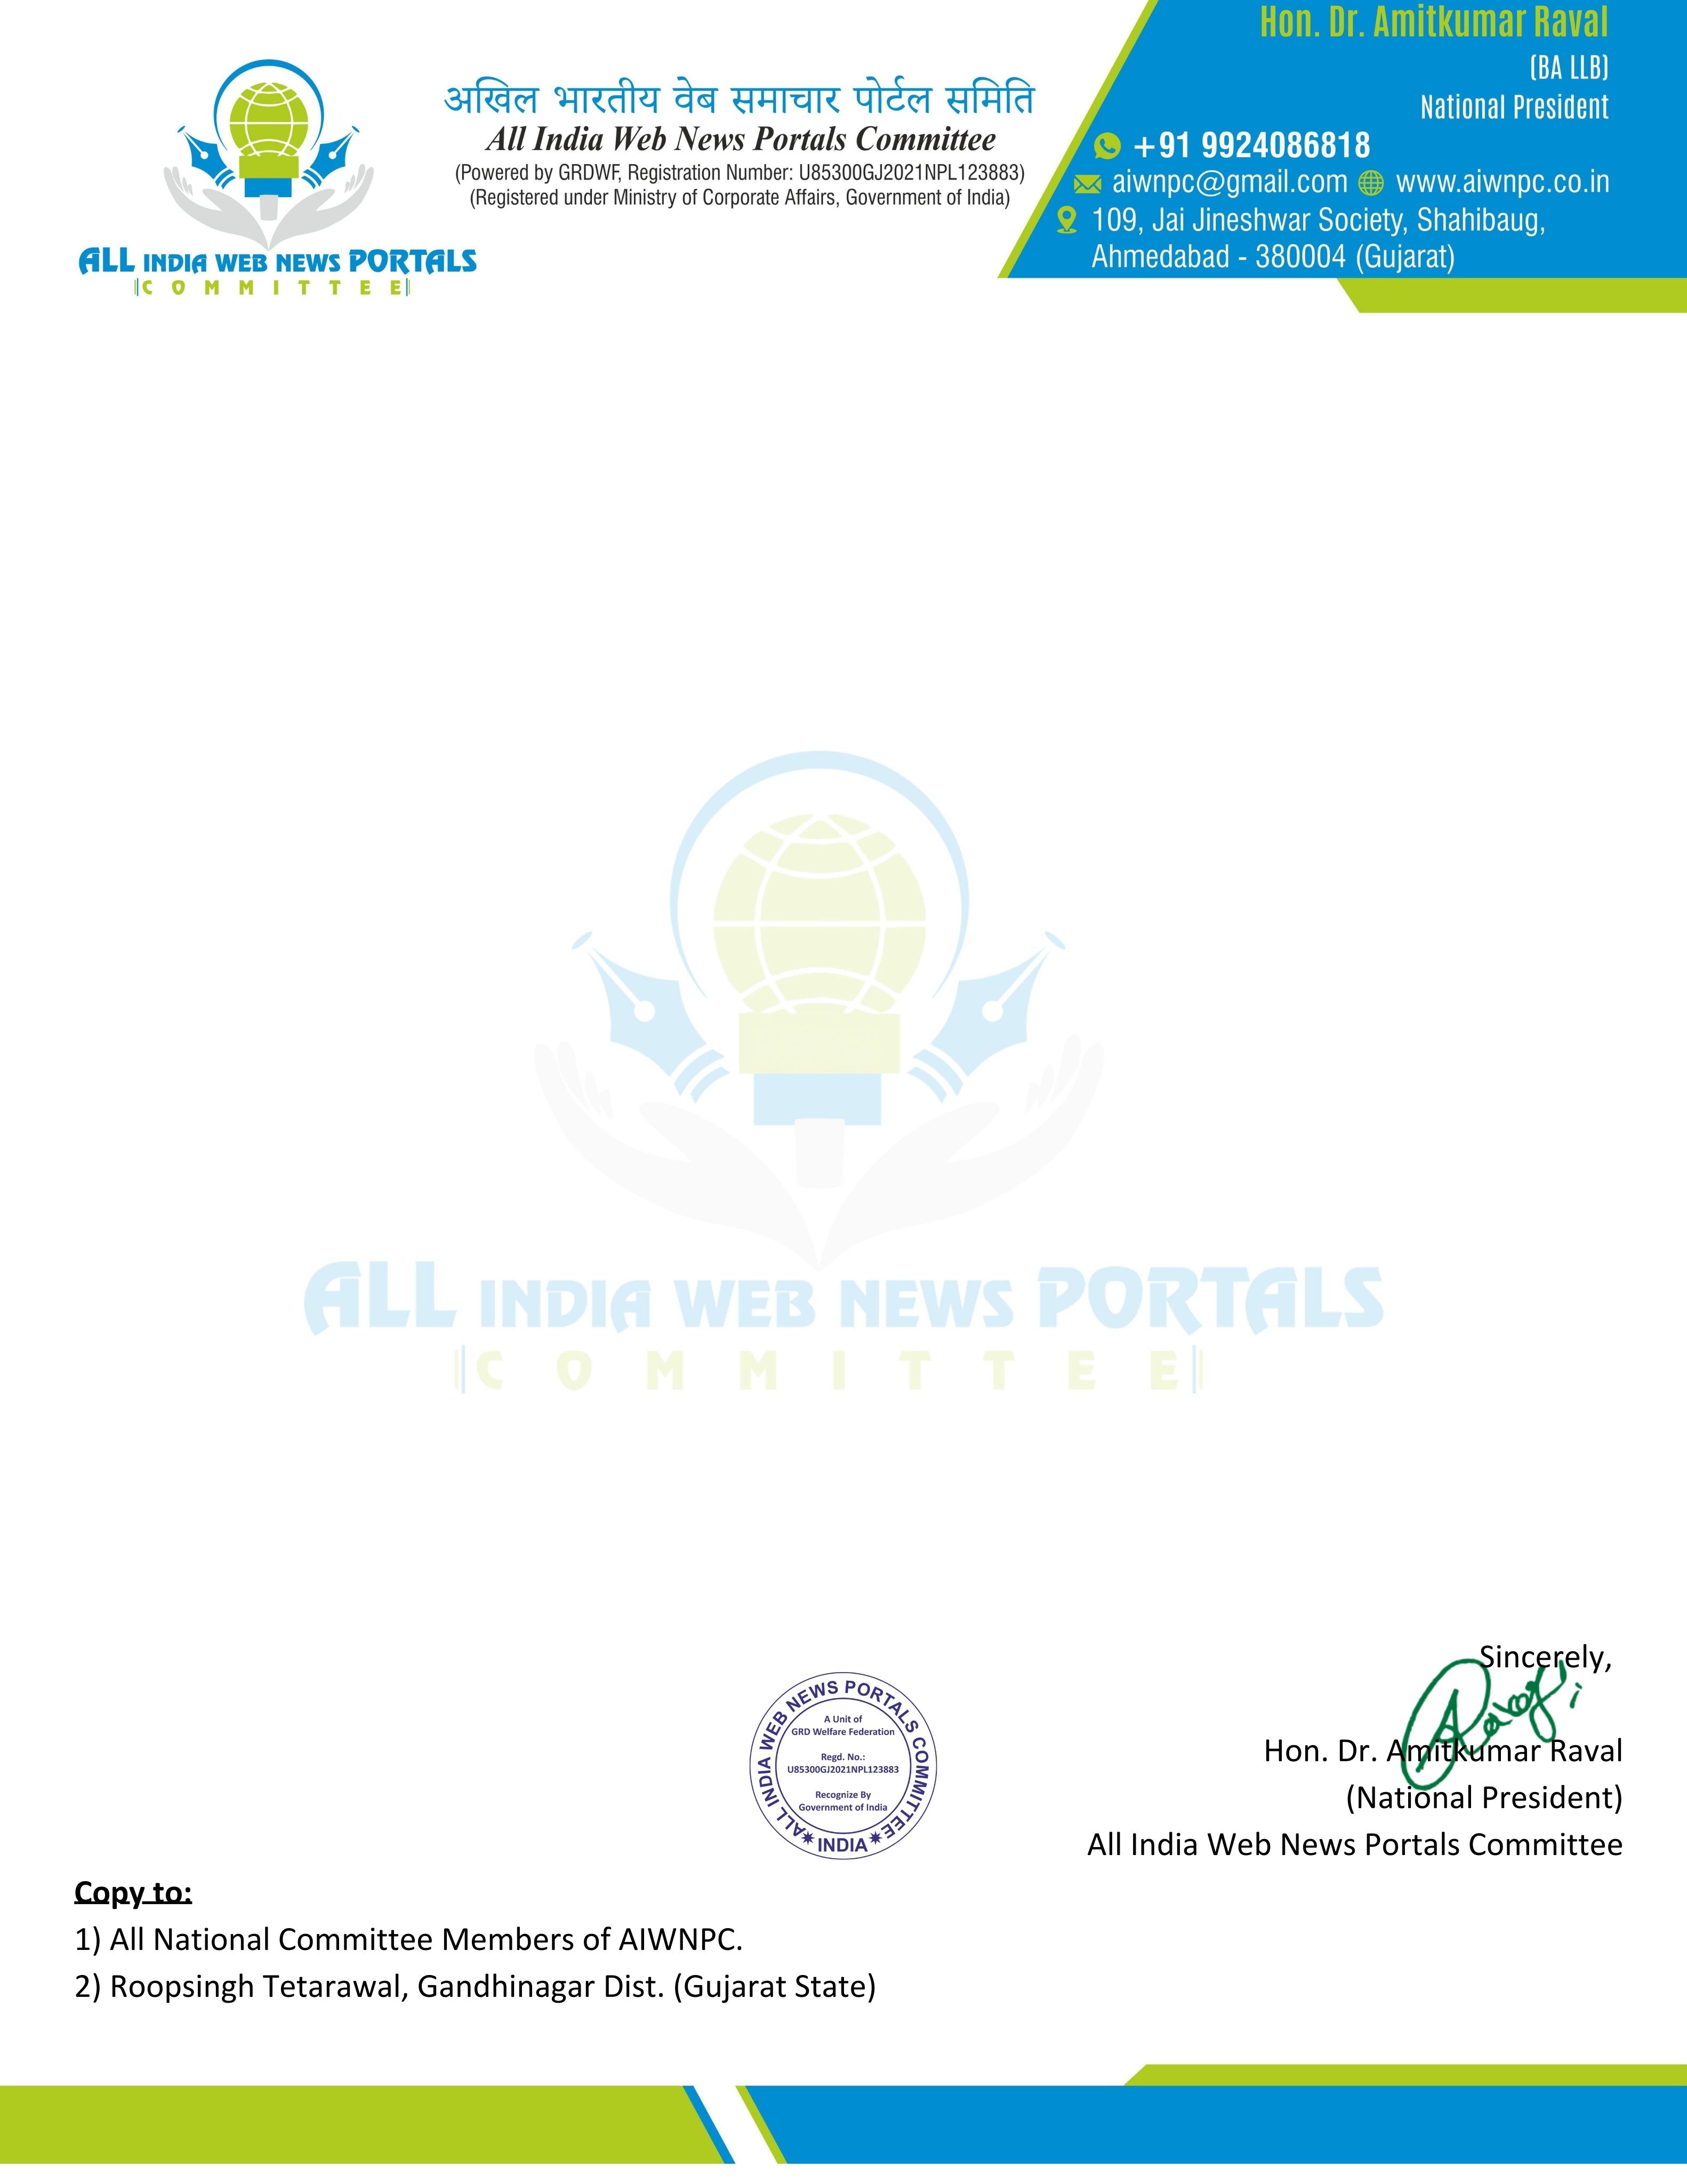 Hon. Dr. Amitkumar Raval
(BA LLB)
National President
+91 9924086818
aiwnpc@gmail.com www.aiwnpc.co.in
109, Jai Jineshwar Society, Shahibaug,
Ahmedabad - 380004 (Gujarat)
अखिल भारतीय वेब समाचार पोर्टल समिति
All India Web News Portals Committee
(Powered by GRDWF, Registration Number: U85300GJ2021NPL123883)
(Registered under Ministry of Corporate Affairs, Government of India)
ALL INDIA WEB NEWS PORTALS
COMMITTEE
ALL INDIA WEB NEWS PORTALS
COMMITTEE
Sincerely,
Raval
Hon. Dr. Amitkumar Raval
(National President)
All India Web News Portals Committee
ALL INDIA WEB NEWS PORTALS COMMITTEE
A Unit of
GRD Welfare Federation
Regd. No.:
U85300GJ2021NPL123883
Recognize By
Government of India
INDIA
Copy to:
1) All National Committee Members of AIWNPC.
2) Roopsingh Tetarawal, Gandhinagar Dist. (Gujarat State)